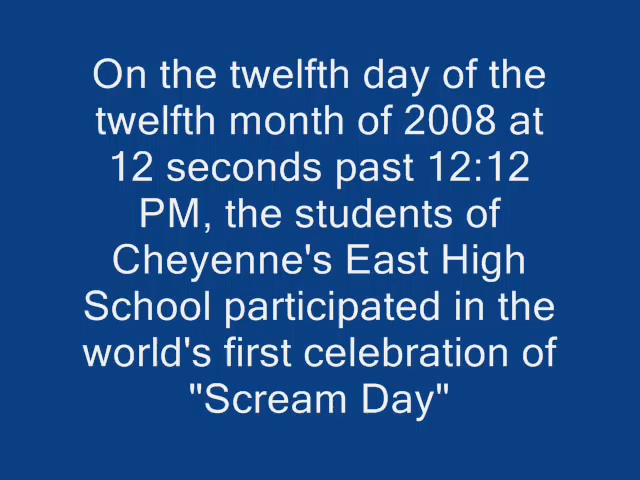 On the twelfth day of the
twelfth month of 2008 at
12 seconds past 12:12
PM, the students of
Cheyenne's East High
School participated in the
world's first celebration of
"Scream Day"